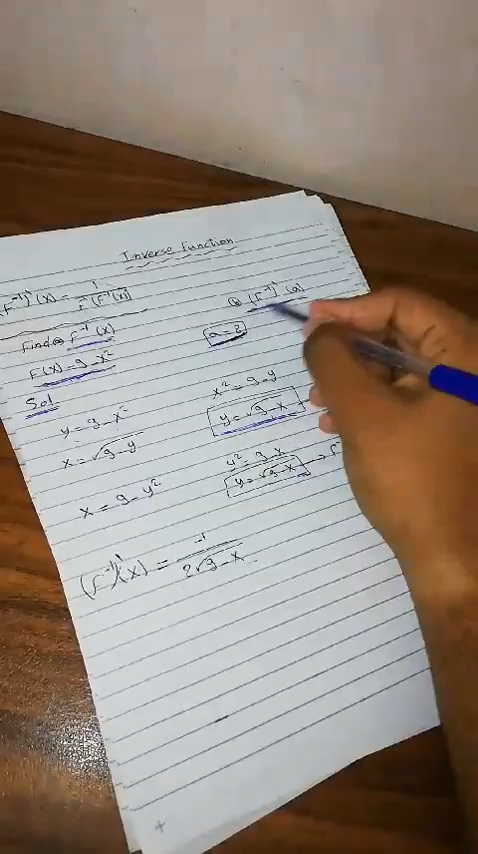 Inverse Function
(F⁻¹)'(x) = 1 / F'(F⁻¹(x))
Find ⓐ F⁻¹(x)
ⓑ (F⁻¹)'(a)
F(x) = 9 - x²
a = 8
Sol
y = 9 - x²
x² = 9 - y
x = √9-y
y = √9-x
x = 9 - y²
y² = 9 - x
y = √9-x →
(F⁻¹)'(x) = -1 / 2√9-x